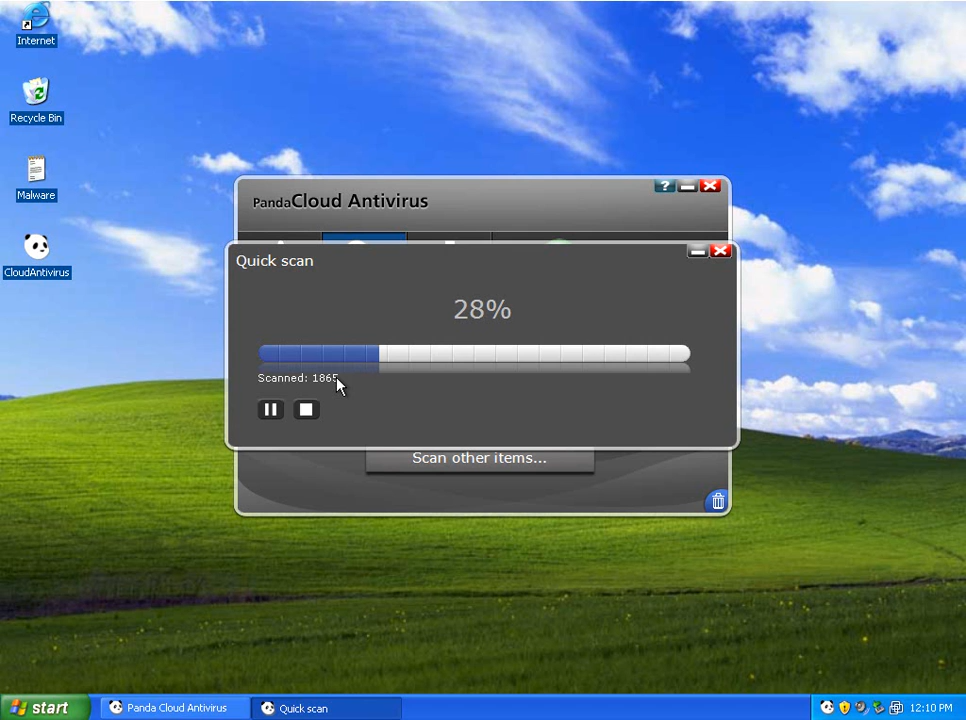 Internet
Recycle Bin
Malware
CloudAntivirus
PandaCloud Antivirus
?
Quick scan
28%
Scanned: 1865
Scan other items...
start
Panda Cloud Antivirus
Quick scan
12:10 PM